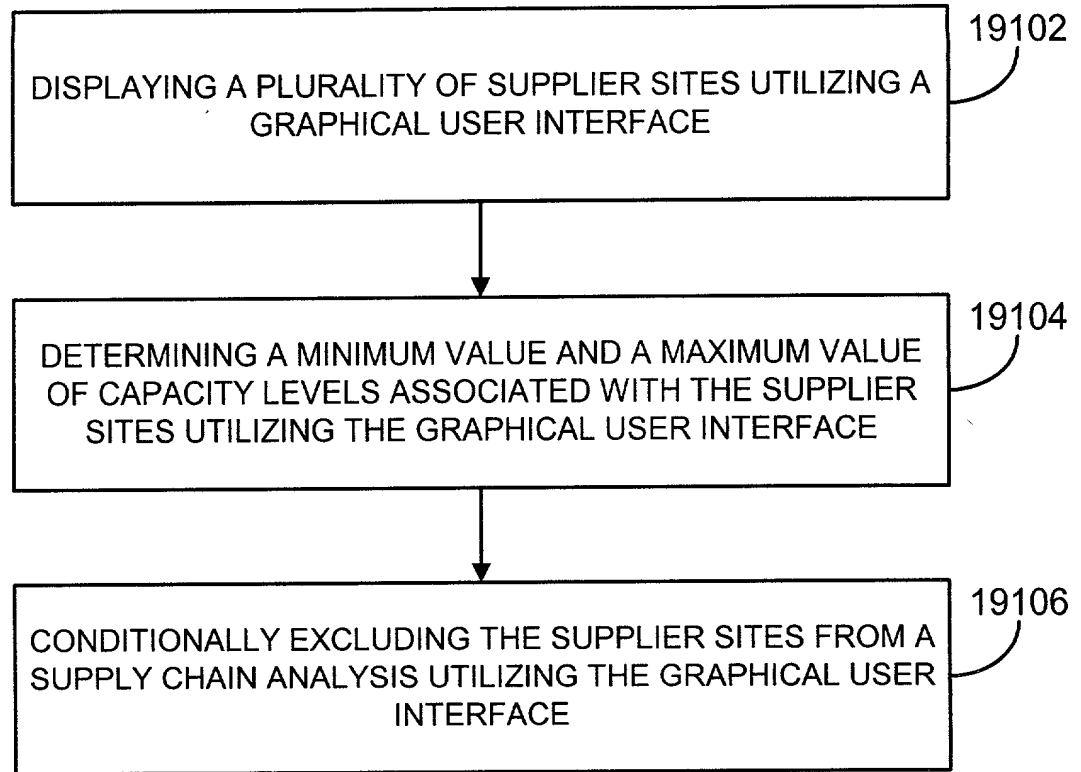 19102
DISPLAYING A PLURALITY OF SUPPLIER SITES UTILIZING A
GRAPHICAL USER INTERFACE
19104
DETERMINING A MINIMUM VALUE AND A MAXIMUM VALUE
OF CAPACITY LEVELS ASSOCIATED WITH THE SUPPLIER
SITES UTILIZING THE GRAPHICAL USER INTERFACE
19106
CONDITIONALLY EXCLUDING THE SUPPLIER SITES FROM A
SUPPLY CHAIN ANALYSIS UTILIZING THE GRAPHICAL USER
INTERFACE